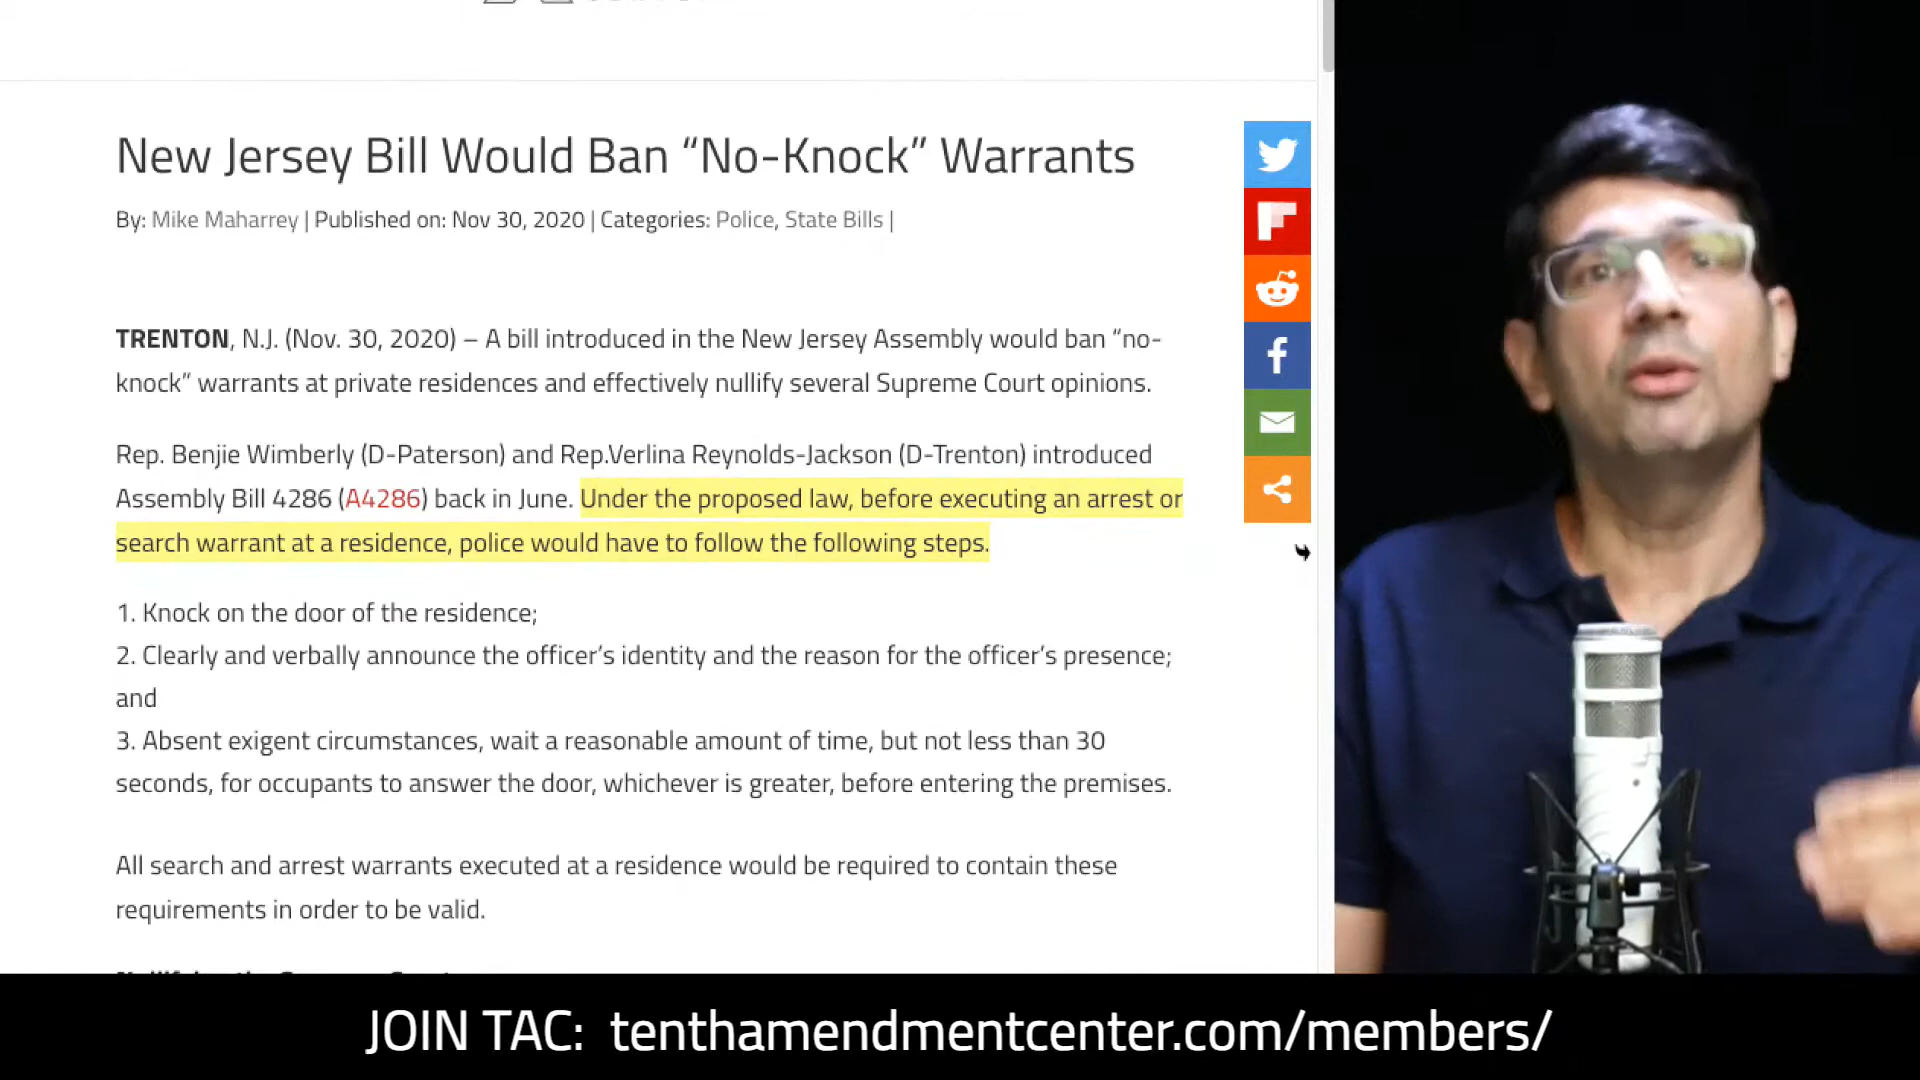 New Jersey Bill Would Ban “No-Knock” Warrants
By: Mike Maharrey | Published on: Nov 30, 2020 | Categories: Police, State Bills |
TRENTON, N.J. (Nov. 30, 2020) – A bill introduced in the New Jersey Assembly would ban “no-
knock” warrants at private residences and effectively nullify several Supreme Court opinions.
Rep. Benjie Wimberly (D-Paterson) and Rep.Verlina Reynolds-Jackson (D-Trenton) introduced
Assembly Bill 4286 (A4286) back in June. Under the proposed law, before executing an arrest or
search warrant at a residence, police would have to follow the following steps.
1. Knock on the door of the residence;
2. Clearly and verbally announce the officer’s identity and the reason for the officer’s presence;
and
3. Absent exigent circumstances, wait a reasonable amount of time, but not less than 30
seconds, for occupants to answer the door, whichever is greater, before entering the premises.
All search and arrest warrants executed at a residence would be required to contain these
requirements in order to be valid.
JOIN TAC: tenthamendmentcenter.com/members/